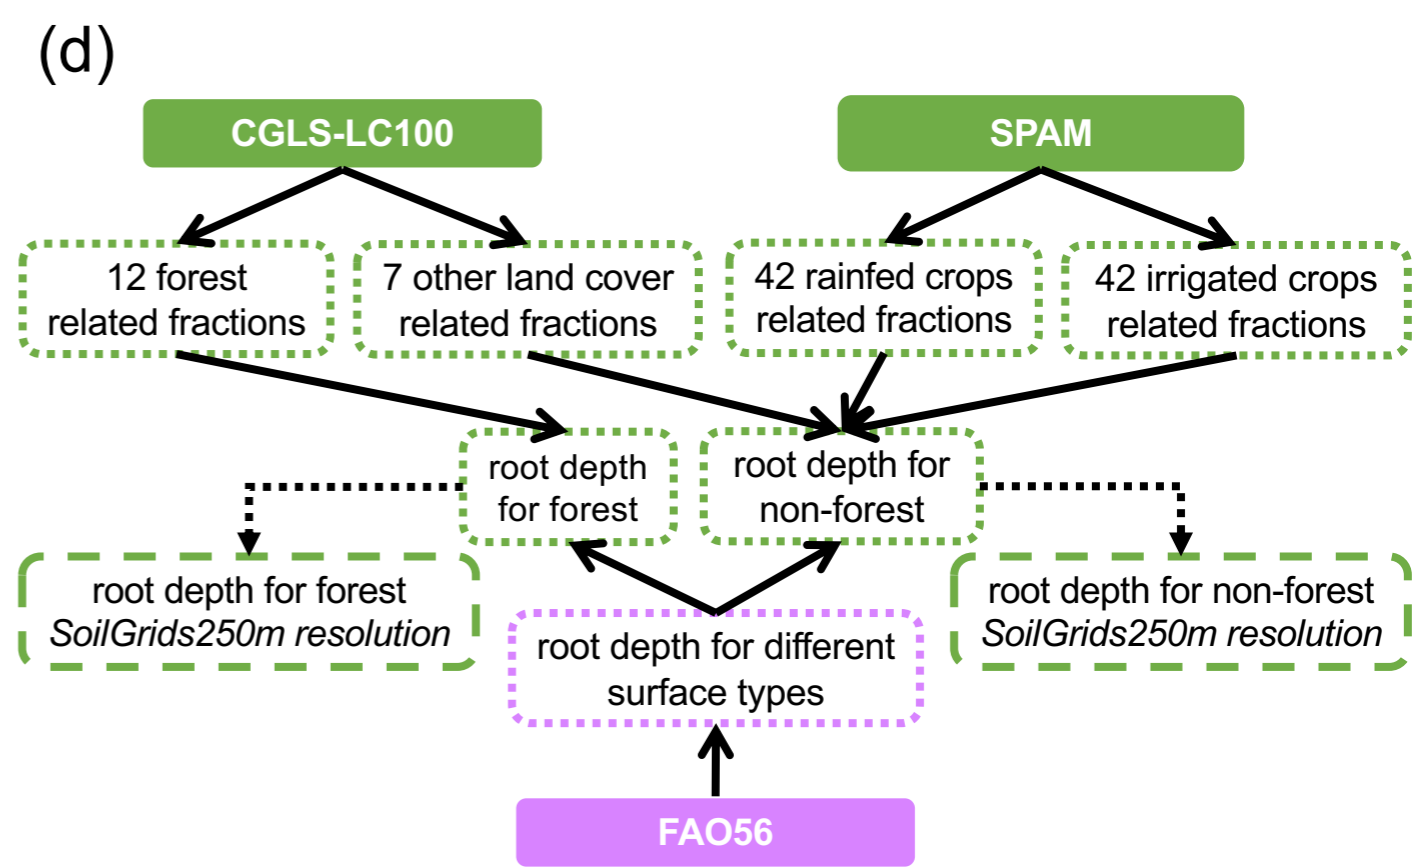 (d)
CGLS-LC100
SPAM
12 forest
related fractions
7 other land cover
related fractions
42 rainfed crops
related fractions
42 irrigated crops
related fractions
root depth
for forest
root depth for
non-forest
root depth for forest
SoilGrids250m resolution
root depth for non-forest
SoilGrids250m resolution
root depth for different
surface types
FAO56